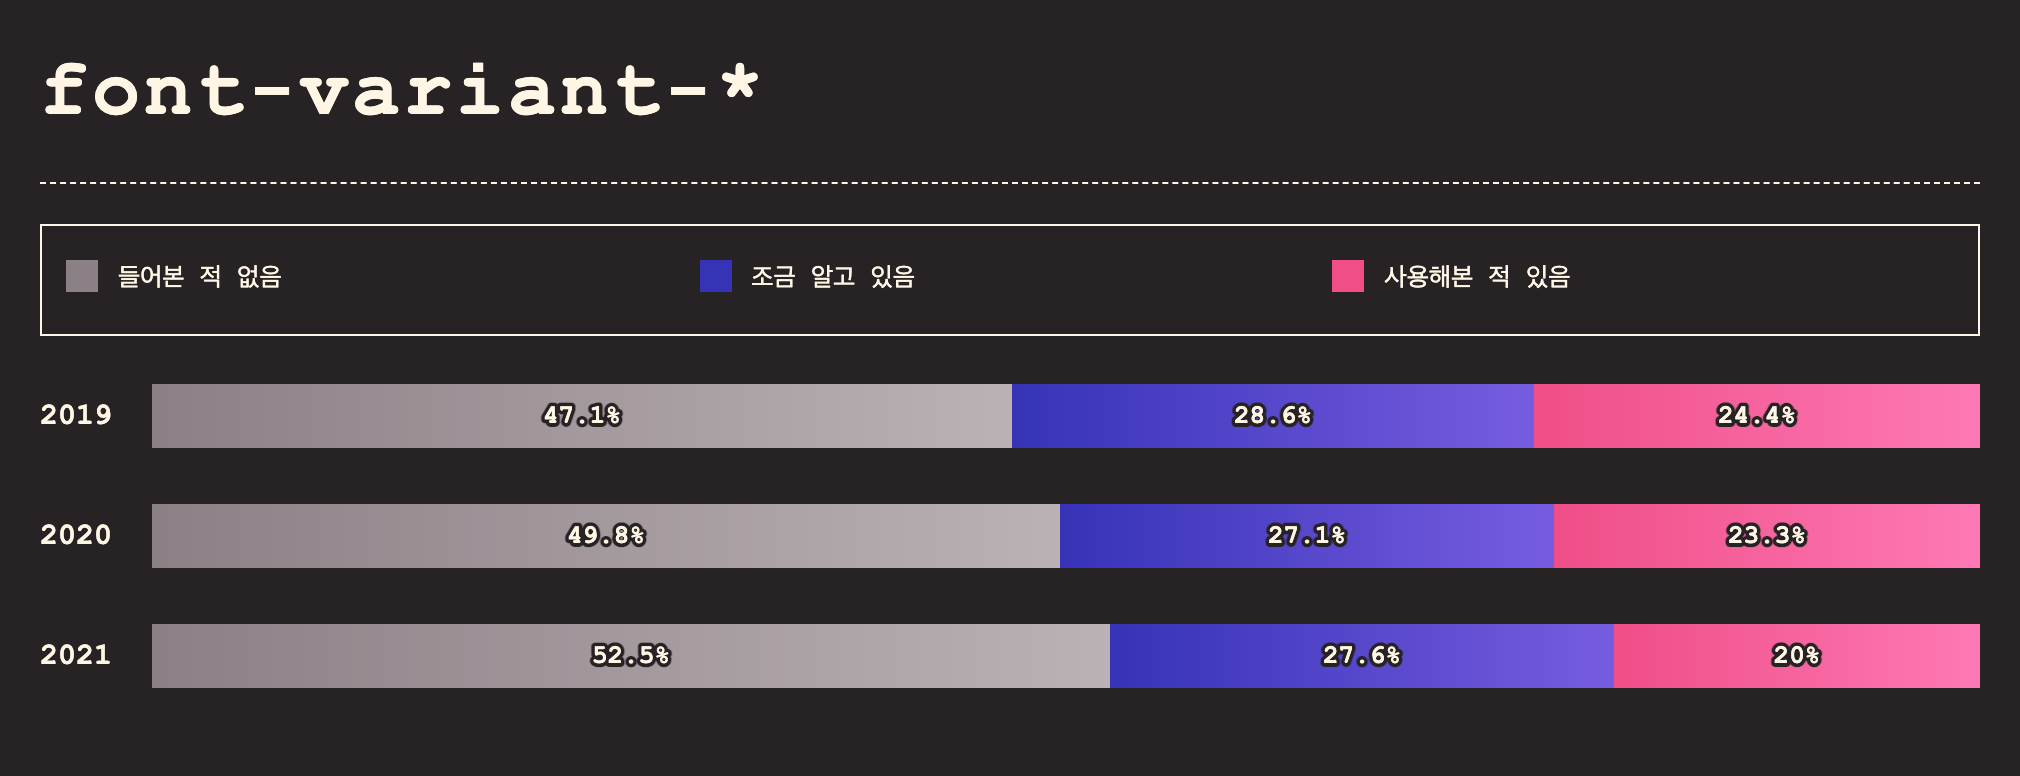 font-variant-*
들어본 적 없음 조금 알고 있음 사용해본 적 있음
2019 47.1% 28.6% 24.4%
2020 49.8% 27.1% 23.3%
2021 52.5% 27.6% 20%